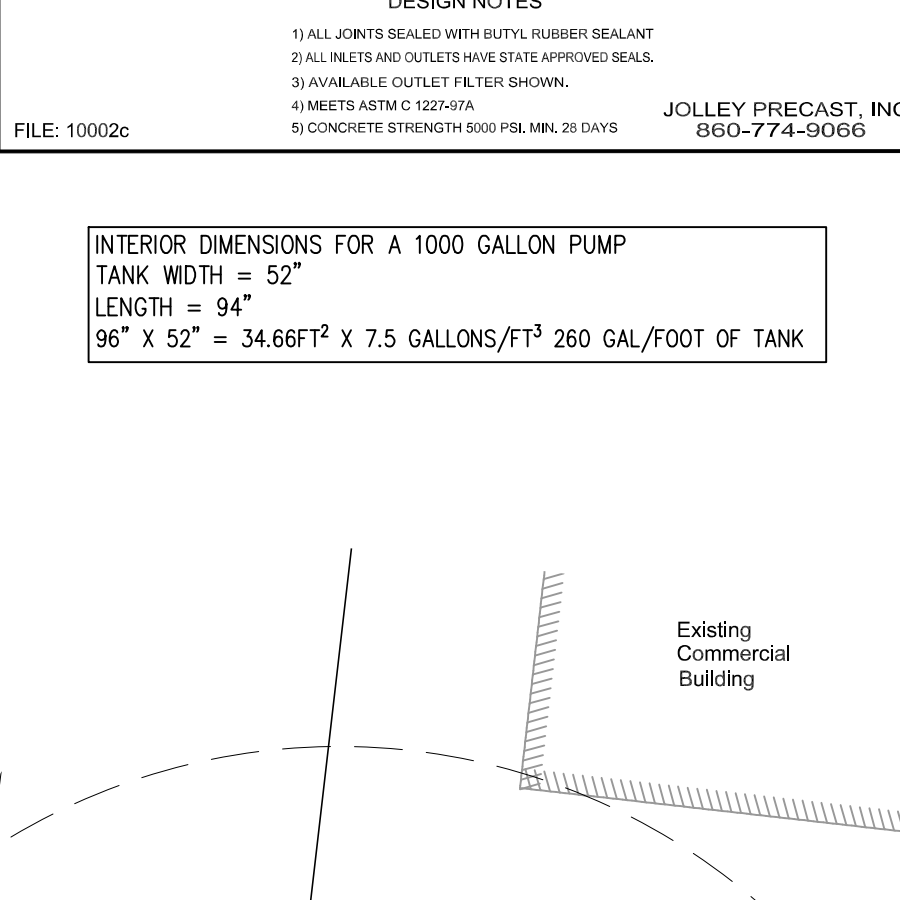 DESIGN NOTES
1) ALL JOINTS SEALED WITH BUTYL RUBBER SEALANT
2) ALL INLETS AND OUTLETS HAVE STATE APPROVED SEALS.
3) AVAILABLE OUTLET FILTER SHOWN.
4) MEETS ASTM C 1227-97A
5) CONCRETE STRENGTH 5000 PSI. MIN. 28 DAYS
FILE: 10002c
JOLLEY PRECAST, INC
860-774-9066
INTERIOR DIMENSIONS FOR A 1000 GALLON PUMP
TANK WIDTH = 52"
LENGTH = 94"
96" X 52" = 34.66FT² X 7.5 GALLONS/FT³ 260 GAL/FOOT OF TANK
Existing
Commercial
Building